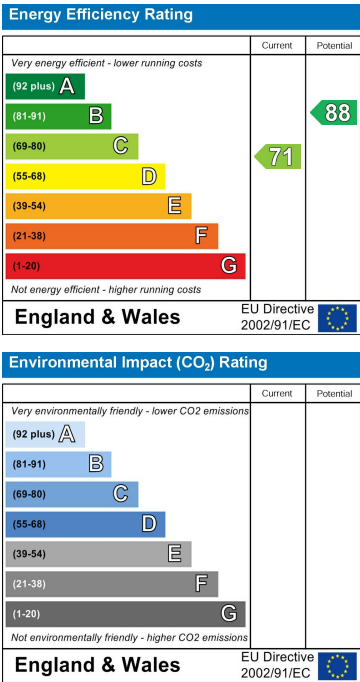 Energy Efficiency Rating
Current Potential
Very energy efficient - lower running costs
(92 plus) A
(81-91) B
(69-80) C
(55-68) D
(39-54) E
(21-38) F
(1-20) G
71
88
Not energy efficient - higher running costs
England & Wales
EU Directive
2002/91/EC
Environmental Impact (CO₂) Rating
Current Potential
Very environmentally friendly - lower CO2 emissions
(92 plus) A
(81-91) B
(69-80) C
(55-68) D
(39-54) E
(21-38) F
(1-20) G
Not environmentally friendly - higher CO2 emissions
England & Wales
EU Directive
2002/91/EC